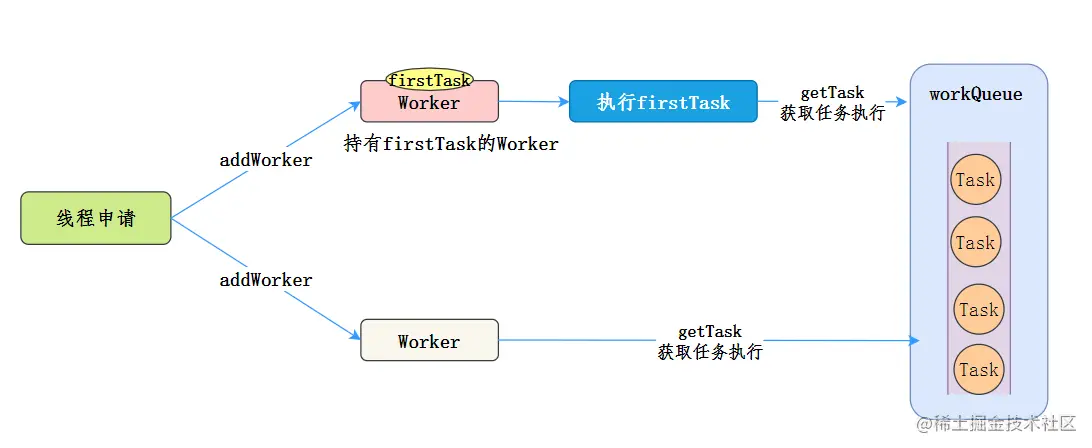 firstTask
Worker
执行firstTask
getTask
获取任务执行
workQueue
持有firstTask的Worker
addWorker
线程申请
addWorker
Worker
getTask
获取任务执行
Task
Task
Task
Task
@稀土掘金技术社区